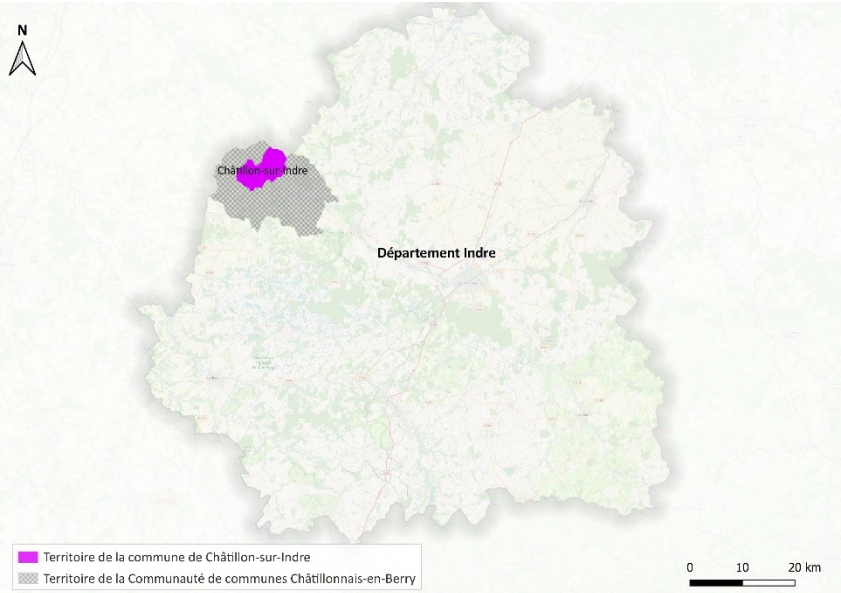 N
Châtillon-sur-Indre
Département Indre
Territoire de la commune de Châtillon-sur-Indre
Territoire de la Communauté de communes Châtillonnais-en-Berry
0 10 20 km